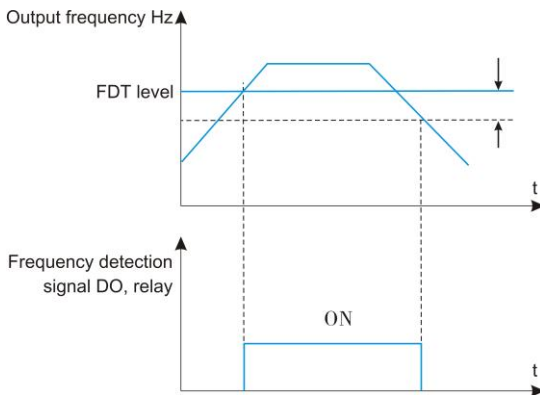 Output frequency Hz
FDT level
t
Frequency detection
signal DO, relay
ON
t